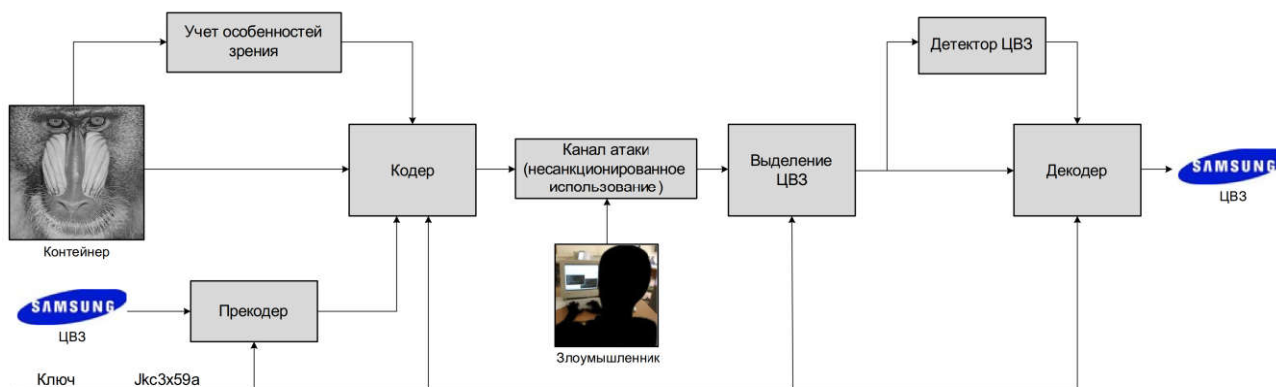 Учет особенностей
зрения
Детектор ЦВЗ
Кодер
Канал атаки
(несанкционированное
использование)
Выделение
ЦВЗ
Декодер
SAMSUNG
ЦВЗ
Контейнер
SAMSUNG
ЦВЗ
Прекодер
Злоумышленник
Ключ Jkc3x59a